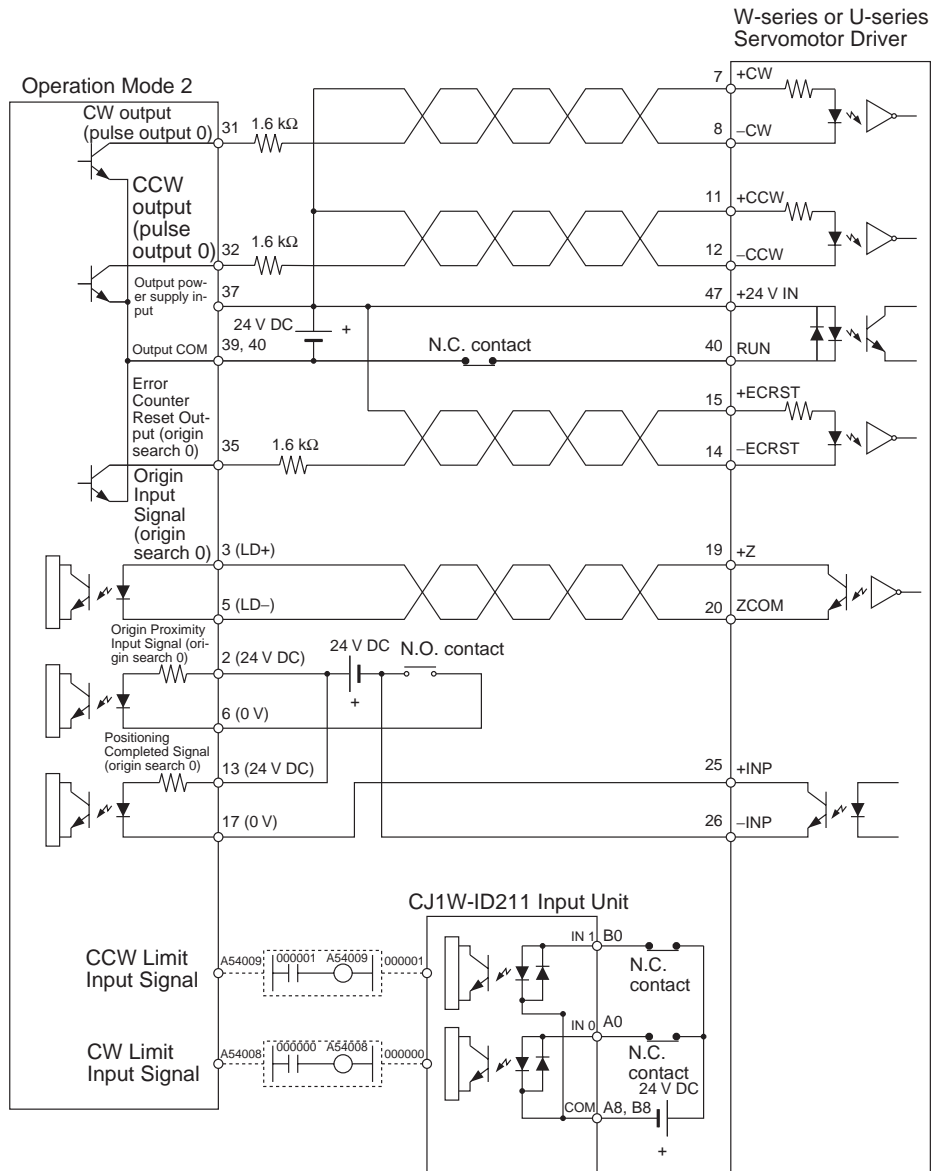 W-series or U-series
Servomotor Driver
Operation Mode 2
CW output
(pulse output 0)
31
1.6 kΩ
7
+CW
8
–CW
CCW
output
(pulse
output 0)
32
1.6 kΩ
11
+CCW
12
–CCW
Output pow-
er supply in-
put
37
47
+24 V IN
24 V DC
+
Output COM
39, 40
N.C. contact
40
RUN
Error
Counter
Reset Out-
put (origin
search 0)
35
1.6 kΩ
15
+ECRST
14
–ECRST
Origin
Input
Signal
(origin
search 0)
3 (LD+)
19
+Z
5 (LD–)
20
ZCOM
Origin Proximity
Input Signal (ori-
gin search 0)
2 (24 V DC)
24 V DC
N.O. contact
+
6 (0 V)
Positioning
Completed Signal
(origin search 0)
13 (24 V DC)
25
+INP
17 (0 V)
26
–INP
CJ1W-ID211 Input Unit
CCW Limit
Input Signal
A54009
000001
A54009
000001
IN 1
B0
N.C.
contact
CW Limit
Input Signal
A54008
000000
A54008
000000
IN 0
A0
N.C.
contact
24 V DC
COM
A8, B8
+